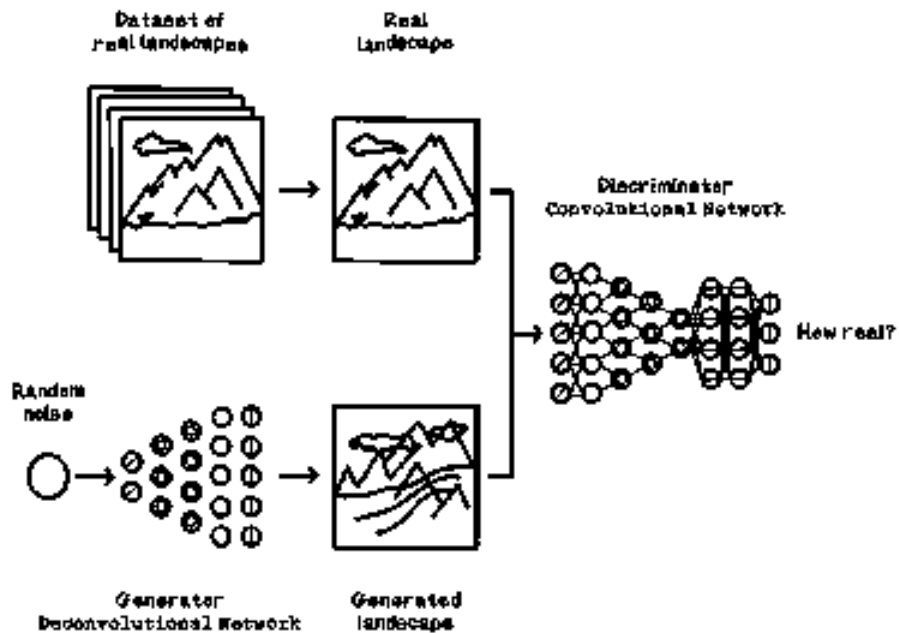 Dataset of
real landscapes
Real
landscape
Discriminator
Convolutional Network
How real?
Random
noise
Generator
Deconvolutional Network
Generated
landscape